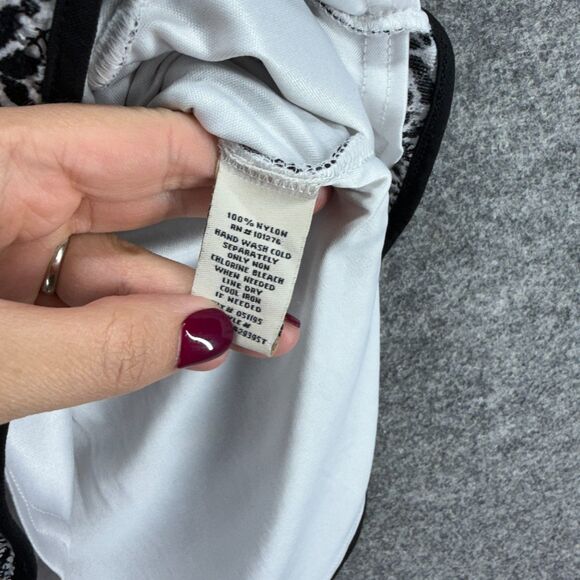 100% NYLON
RN# 101276
HAND WASH COLD
SEPARATELY
ONLY NON
CHLORINE BLEACH
WHEN NEEDED
LINE DRY
COOL IRON
IF NEEDED
# 051195
#